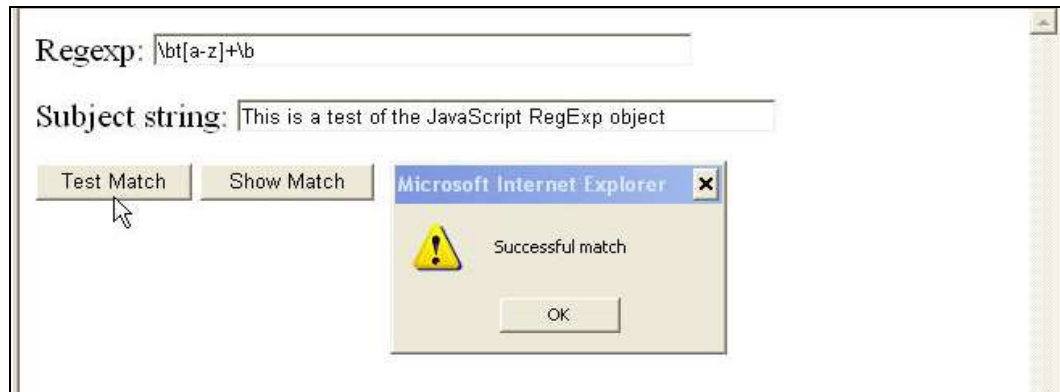 Regexp: \bt[a-z]+\b
Subject string: This is a test of the JavaScript RegExp object
Test Match Show Match
Microsoft Internet Explorer
Successful match
OK